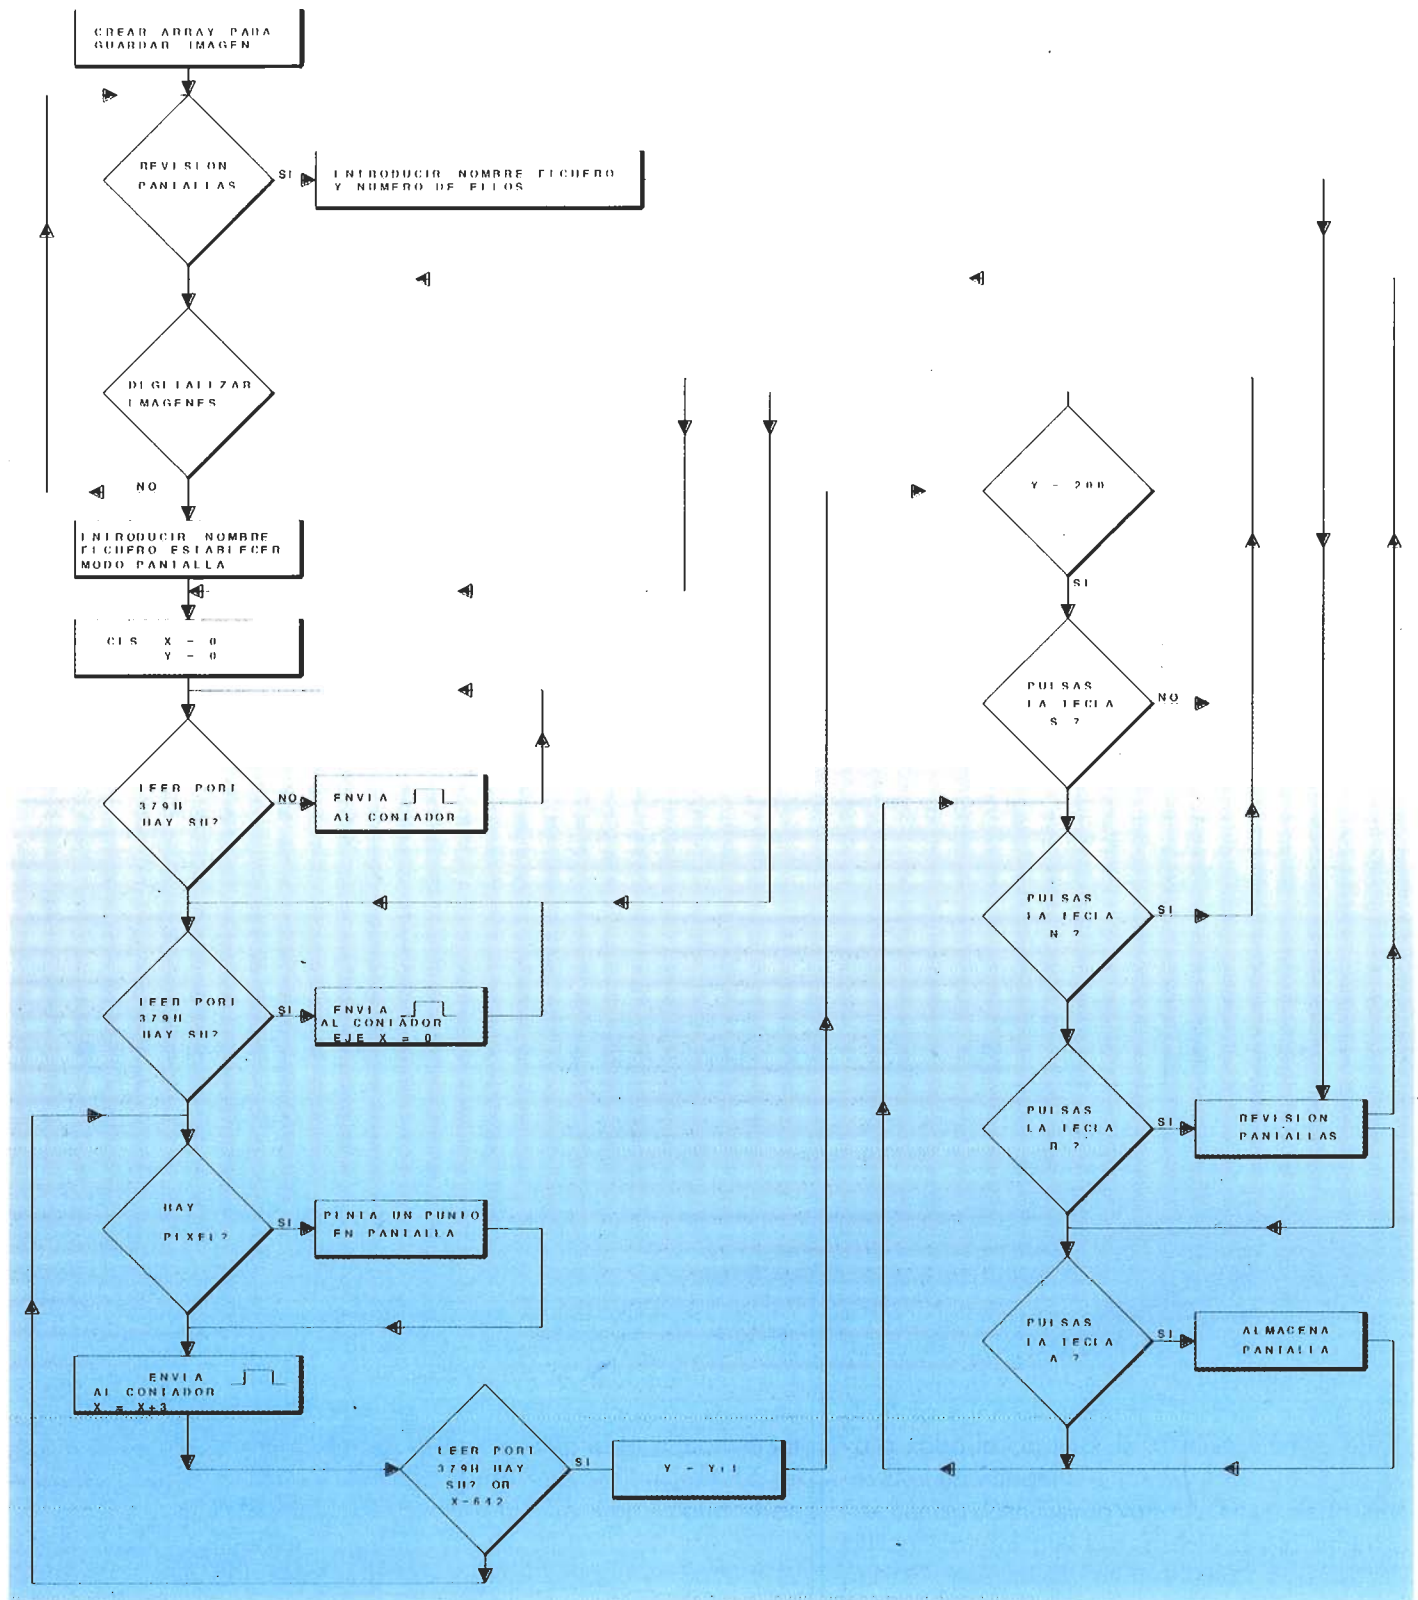 CREAR ARRAY PARA
GUARDAR IMAGEN
REVISION
PANTALLAS
SI
INTRODUCIR NOMBRE FICHERO
Y NUMERO DE ELLOS
DIGITALIZAR
IMAGENES
NO
INTRODUCIR NOMBRE
FICHERO ESTABLECER
MODO PANTALLA
CLS X = 0
Y = 0
LEER PORT
379H
HAY SH?
NO
ENVIA
AL CONTADOR
LEER PORT
379H
HAY SH?
SI
ENVIA
AL CONTADOR
EJE X = 0
HAY
PIXEL?
SI
PINTA UN PUNTO
EN PANTALLA
ENVIA
AL CONTADOR
X = X+3
LEER PORT
379H HAY
SH? OR
X=642
SI
Y = Y+1
Y = 200
SI
PULSAS
LA TECLA
S ?
NO
PULSAS
LA TECLA
N ?
SI
PULSAS
LA TECLA
R ?
SI
REVISION
PANTALLAS
PULSAS
LA TECLA
A ?
SI
ALMACENA
PANTALLA